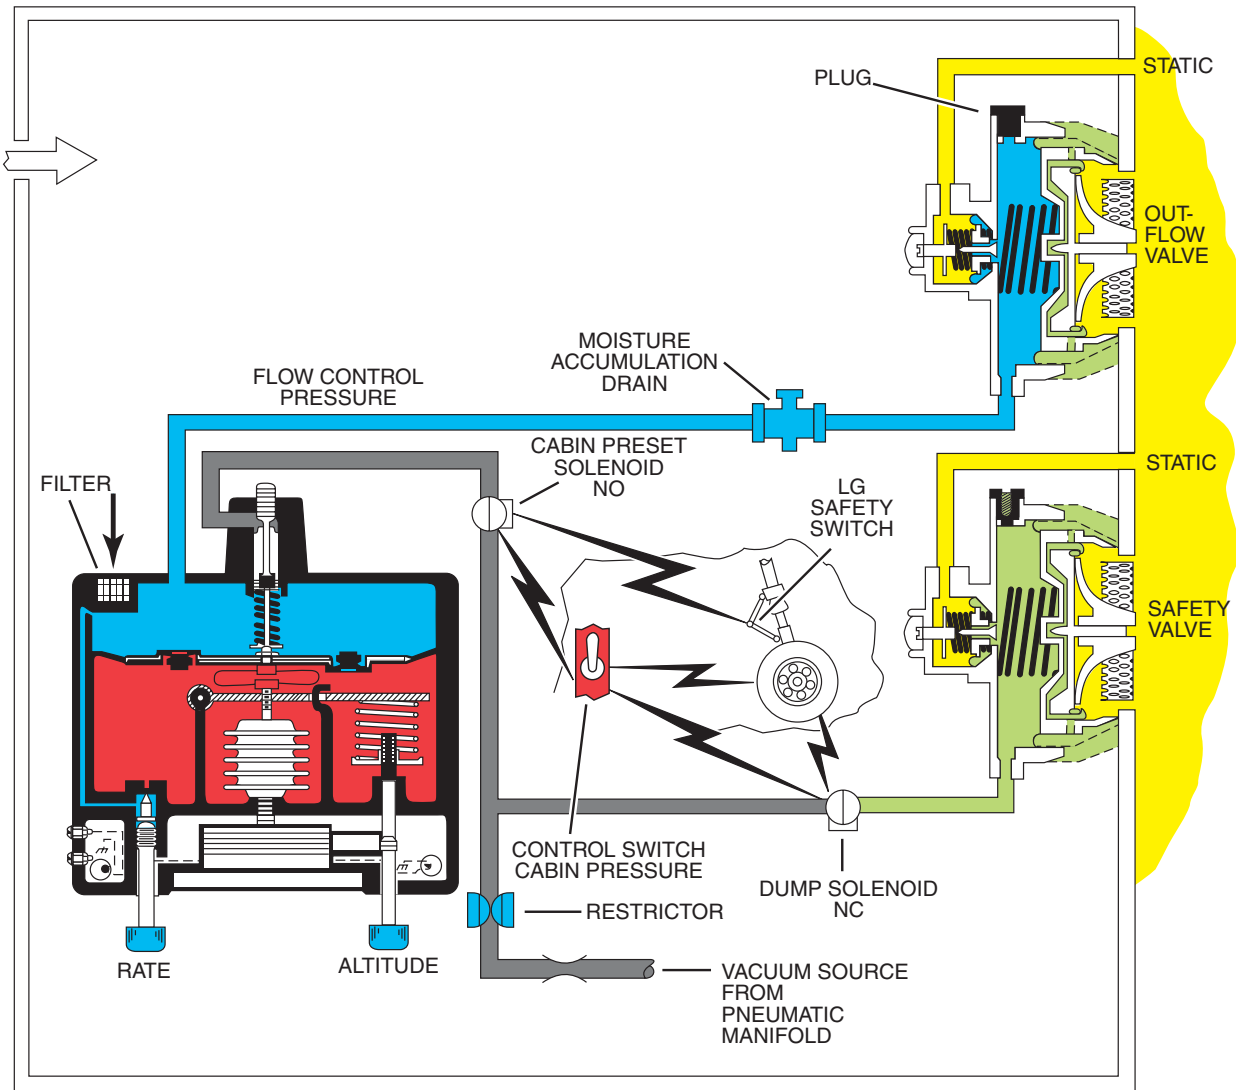 STATIC
PLUG
OUT-
FLOW
VALVE
MOISTURE
ACCUMULATION
DRAIN
FLOW CONTROL
PRESSURE
CABIN PRESET
SOLENOID
NO
STATIC
FILTER
LG
SAFETY
SWITCH
SAFETY
VALVE
CONTROL SWITCH
CABIN PRESSURE
DUMP SOLENOID
NC
RESTRICTOR
RATE
ALTITUDE
VACUUM SOURCE
FROM
PNEUMATIC
MANIFOLD